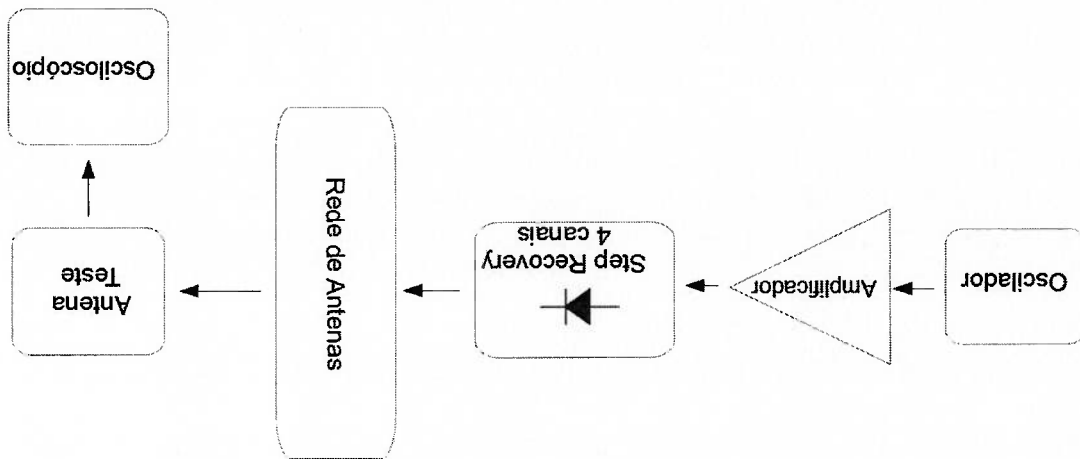 Oscilador
Amplificador
Step Recovery
4 canais
Rede de Antenas
Antena
Teste
Osciloscópio